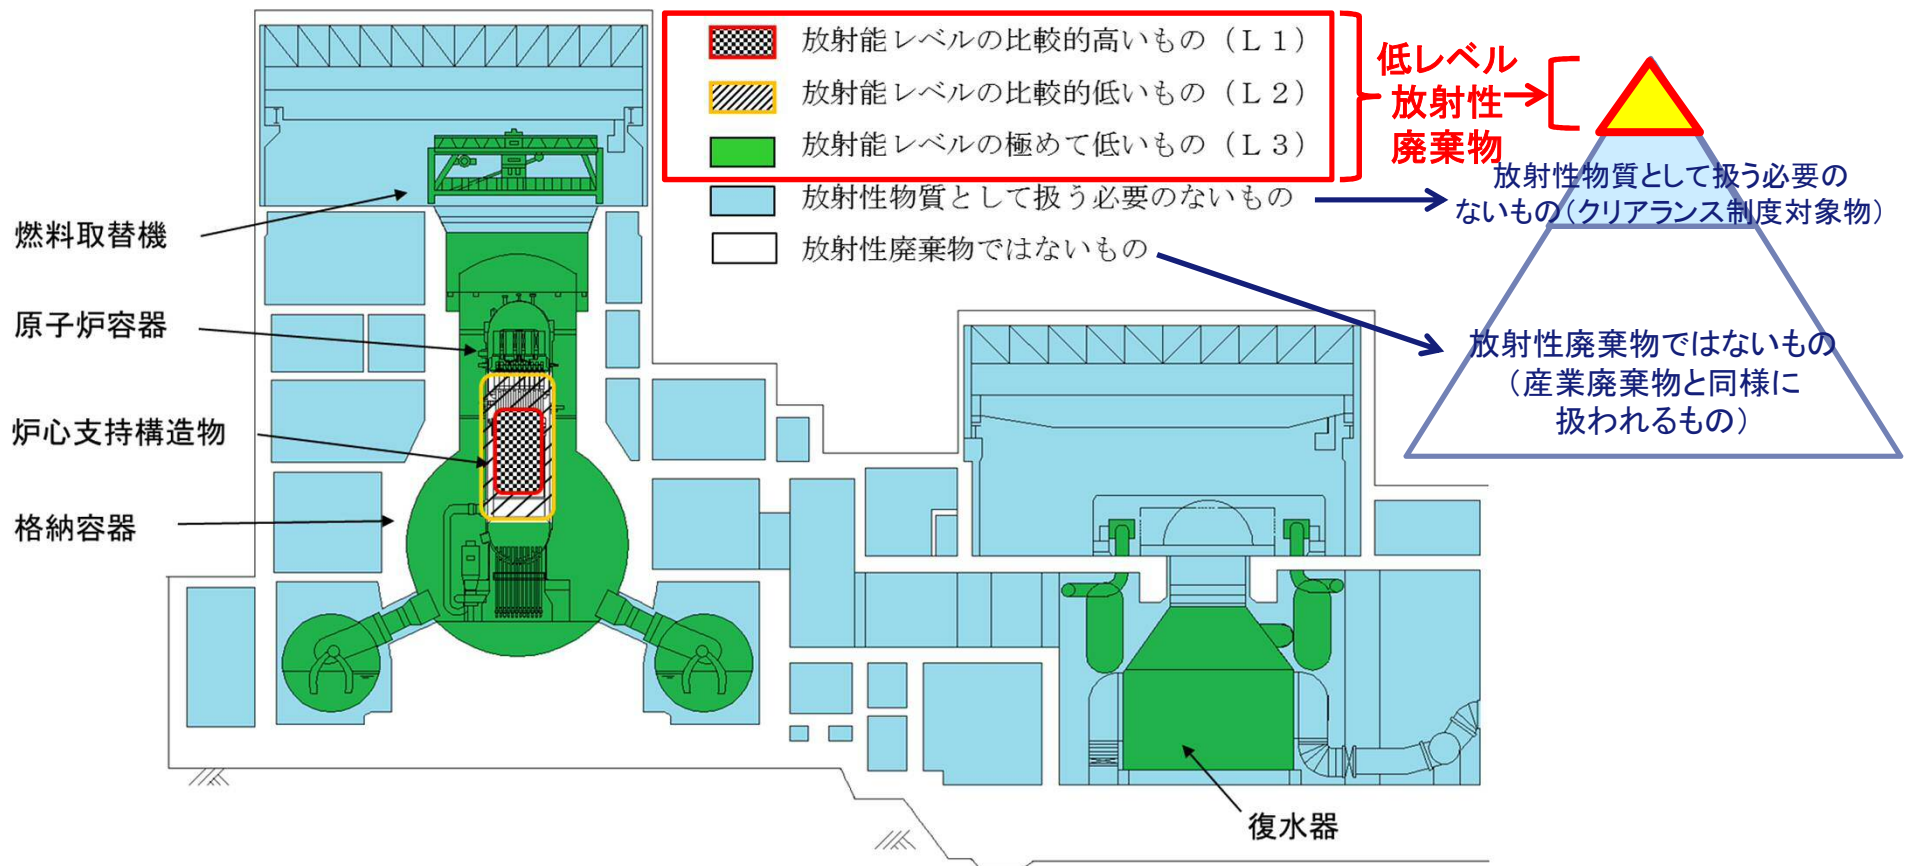 放射能レベルの比較的高いもの（Ｌ１）
放射能レベルの比較的低いもの（Ｌ２）
放射能レベルの極めて低いもの（Ｌ３）
放射性物質として扱う必要のないもの
放射性廃棄物ではないもの
低レベル
放射性
廃棄物
放射性物質として扱う必要の
ないもの（クリアランス制度対象物）
放射性廃棄物ではないもの
（産業廃棄物と同様に
扱われるもの）
燃料取替機
原子炉容器
炉心支持構造物
格納容器
復水器